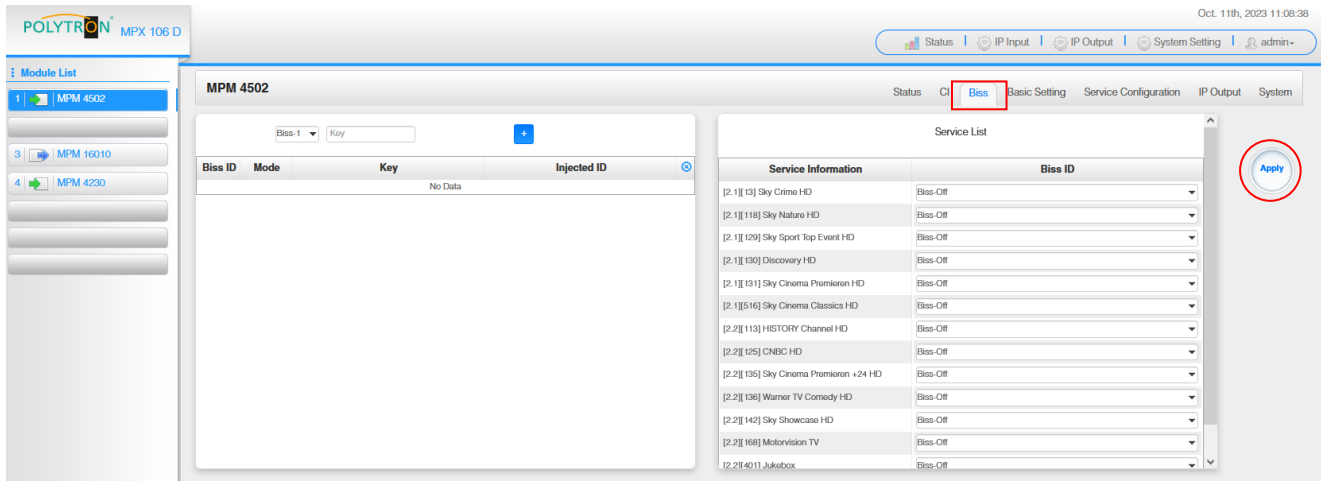 Oct. 11th, 2023 11:08:38
POLYTRON MPX 106 D
Status | IP Input | IP Output | System Setting | admin
Module List
1 MPM 4502
3 MPM 16010
4 MPM 4230
MPM 4502
Status CI Biss Basic Setting Service Configuration IP Output System
Biss-1 Key +
Biss ID Mode Key Injected ID
No Data
Service List
Service Information Biss ID
[2.1][13] Sky Crime HD Biss-Off
[2.1][118] Sky Nature HD Biss-Off
[2.1][129] Sky Sport Top Event HD Biss-Off
[2.1][130] Discovery HD Biss-Off
[2.1][131] Sky Cinema Premieren HD Biss-Off
[2.1][516] Sky Cinema Classics HD Biss-Off
[2.2][113] HISTORY Channel HD Biss-Off
[2.2][125] CNBC HD Biss-Off
[2.2][135] Sky Cinema Premieren +24 HD Biss-Off
[2.2][136] Warner TV Comedy HD Biss-Off
[2.2][142] Sky Showcase HD Biss-Off
[2.2][168] Motorvision TV Biss-Off
[2.2][401] Jukebox Biss-Off
Apply